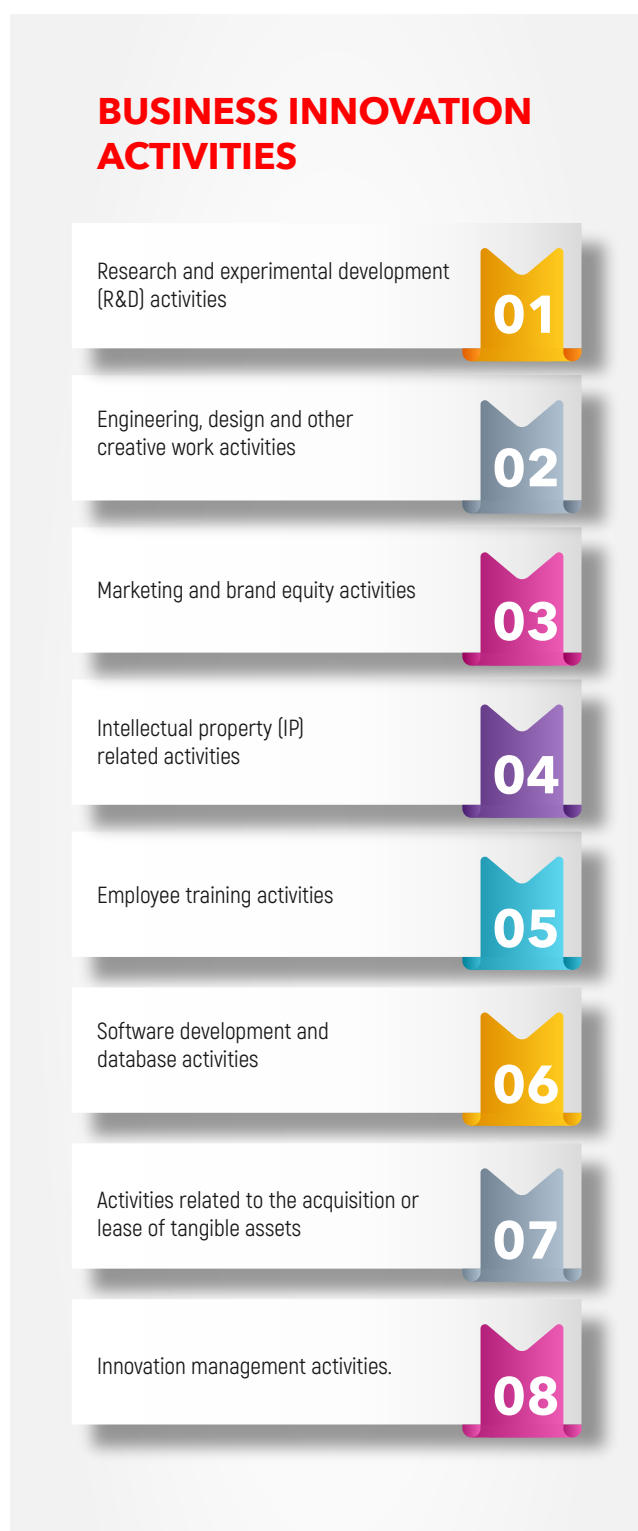 BUSINESS INNOVATION
ACTIVITIES
Research and experimental development
(R&D) activities
01
Engineering, design and other
creative work activities
02
Marketing and brand equity activities
03
Intellectual property (IP)
related activities
04
Employee training activities
05
Software development and
database activities
06
Activities related to the acquisition or
lease of tangible assets
07
Innovation management activities.
08